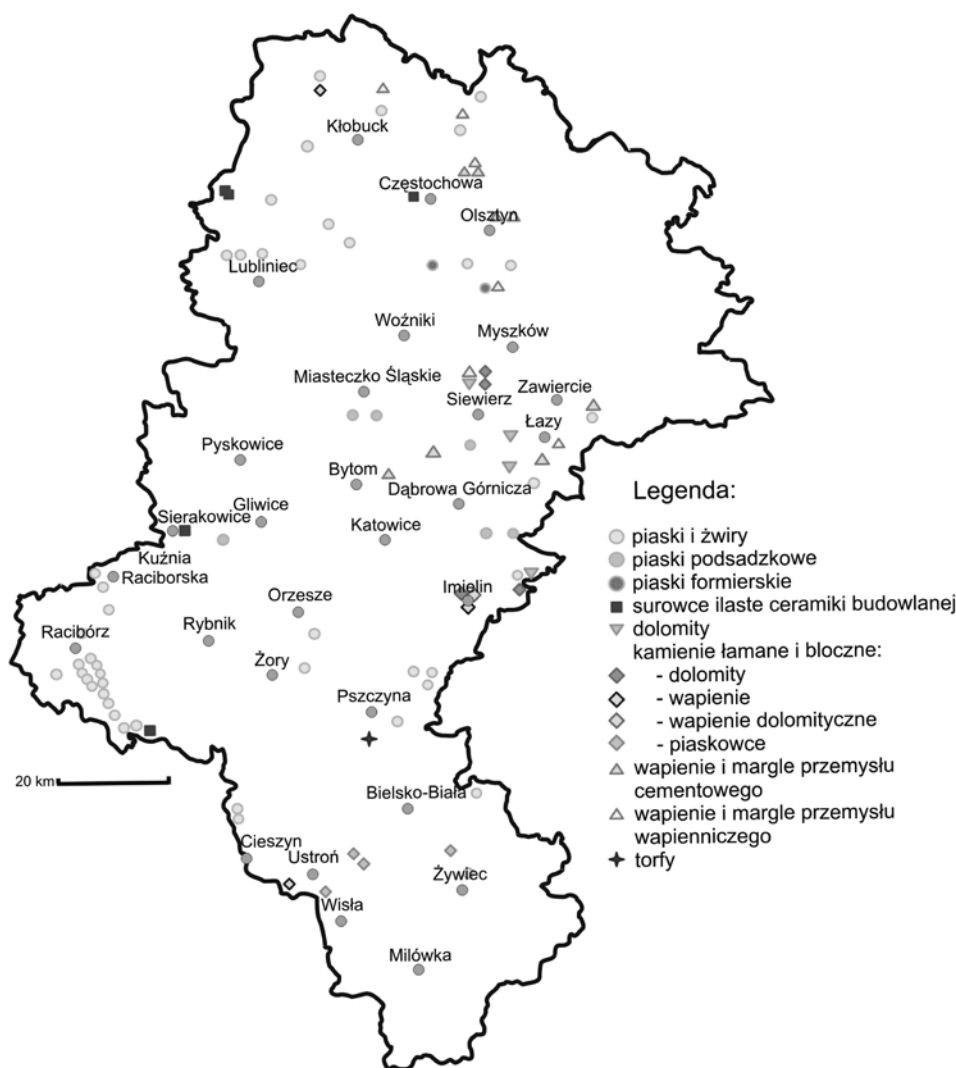 Kłobuck
Częstochowa
Olsztyn
Lubliniec
Woźniki
Myszków
Miasteczko Śląskie
Zawiercie
Siewierz
Łazy
Pyskowice
Bytom
Dąbrowa Górnicza
Gliwice
Sierakowice
Katowice
Kuźnia
Raciborska
Imielin
Orzesze
Racibórz
Rybnik
Żory
Pszczyna
20 km
Bielsko-Biała
Cieszyn
Ustroń
Żywiec
Wisła
Milówka
Legenda:
piaski i żwiry
piaski podsadzkowe
piaski formierskie
surowce ilaste ceramiki budowlanej
dolomity
kamienie łamane i bloczne:
- dolomity
- wapienie
- wapienie dolomityczne
- piaskowce
wapienie i margle przemysłu
cementowego
wapienie i margle przemysłu
wapienniczego
torfy